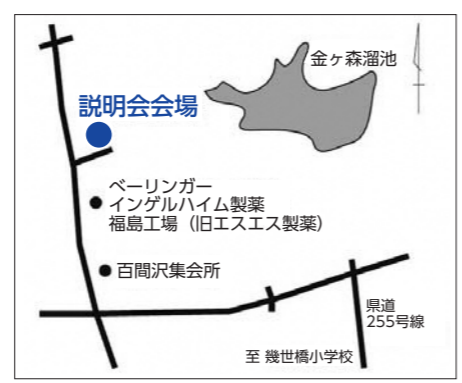 金ヶ森溜池
説明会会場
ベーリンガー
インゲルハイム製薬
福島工場（旧エスエス製薬）
百間沢集会所
県道
255号線
至 幾世橋小学校